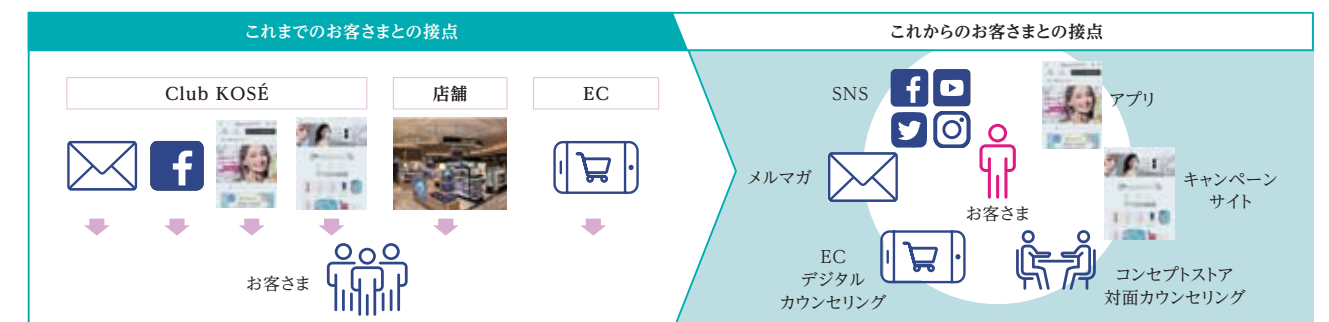 これまでのお客さまとの接点
Club KOSÉ
店舗
EC
お客さま
これからのお客さまとの接点
SNS
アプリ
メルマガ
お客さま
キャンペーン
サイト
EC
デジタル
カウンセリング
コンセプトストア
対面カウンセリング